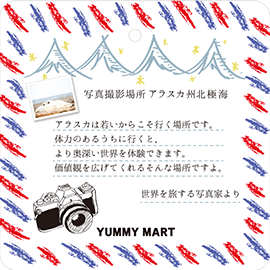 写真撮影場所 アラスカ州北極海
アラスカは若いからこそ行く場所です。
体力のあるうちに行くと、
より奥深い世界を体験できます。
価値観を広げてくれるそんな場所ですよ。
世界を旅する写真家より
YUMMY MART